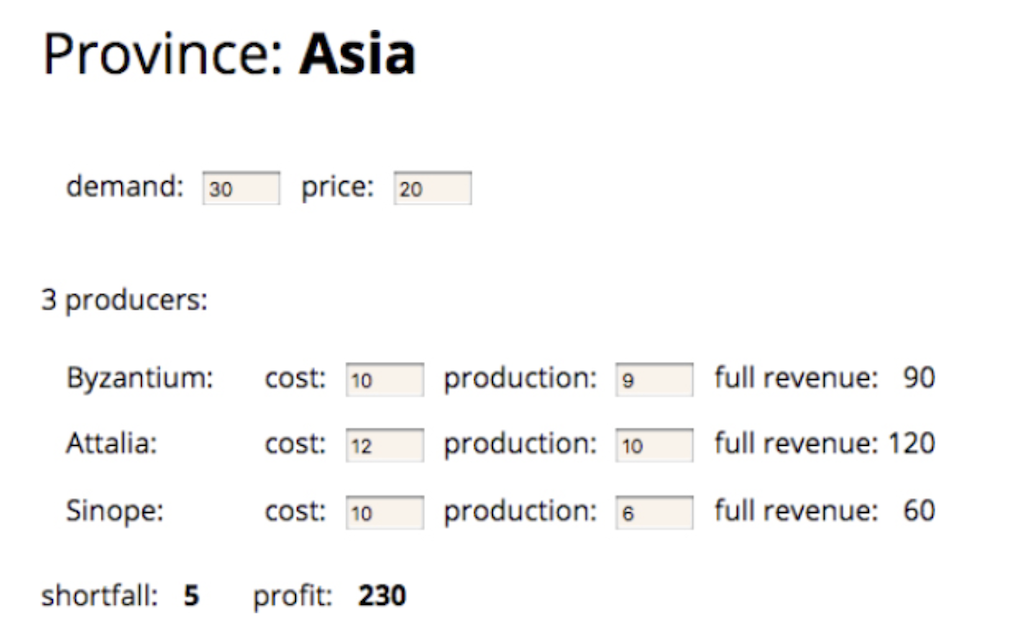 Province: Asia
demand: 30 price: 20
3 producers:
Byzantium: cost: 10 production: 9 full revenue: 90
Attalia: cost: 12 production: 10 full revenue: 120
Sinope: cost: 10 production: 6 full revenue: 60
shortfall: 5 profit: 230